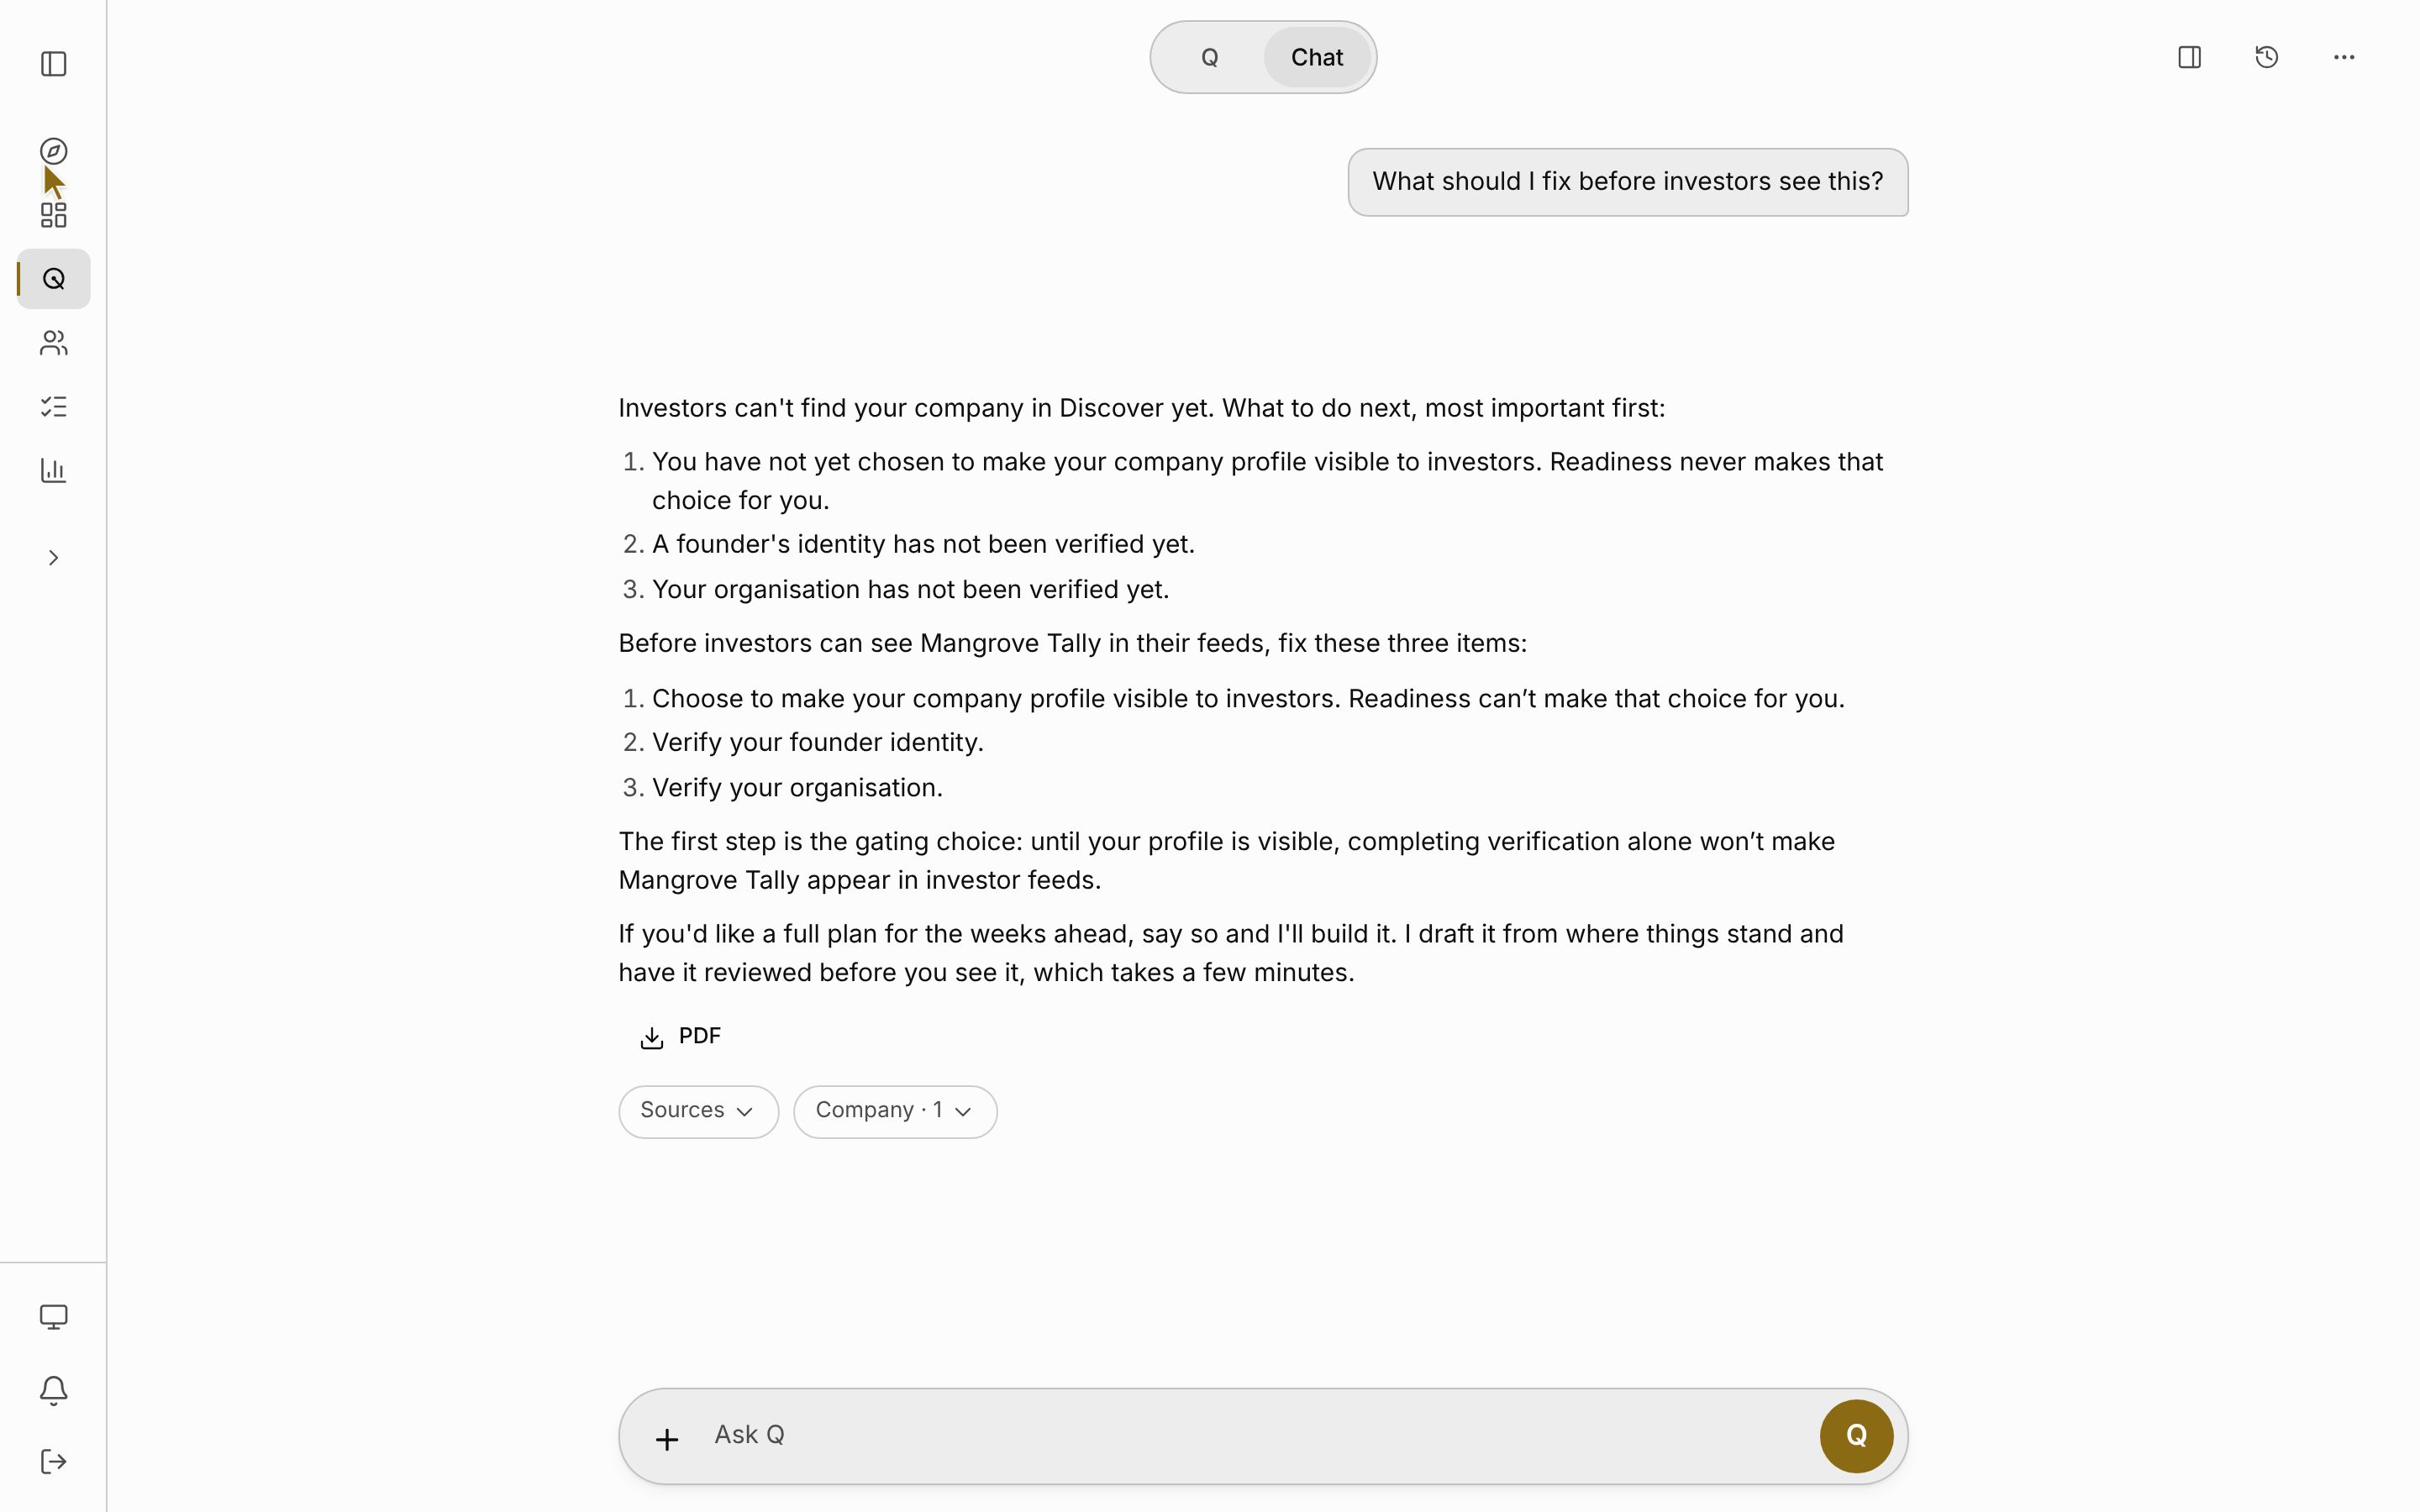 Q
Chat
What should I fix before investors see this?
Investors can't find your company in Discover yet. What to do next, most important first:
1. You have not yet chosen to make your company profile visible to investors. Readiness never makes that
choice for you.
2. A founder's identity has not been verified yet.
3. Your organisation has not been verified yet.
Before investors can see Mangrove Tally in their feeds, fix these three items:
1. Choose to make your company profile visible to investors. Readiness can’t make that choice for you.
2. Verify your founder identity.
3. Verify your organisation.
The first step is the gating choice: until your profile is visible, completing verification alone won’t make
Mangrove Tally appear in investor feeds.
If you'd like a full plan for the weeks ahead, say so and I'll build it. I draft it from where things stand and
have it reviewed before you see it, which takes a few minutes.
PDF
Sources
Company · 1
Ask Q
Q